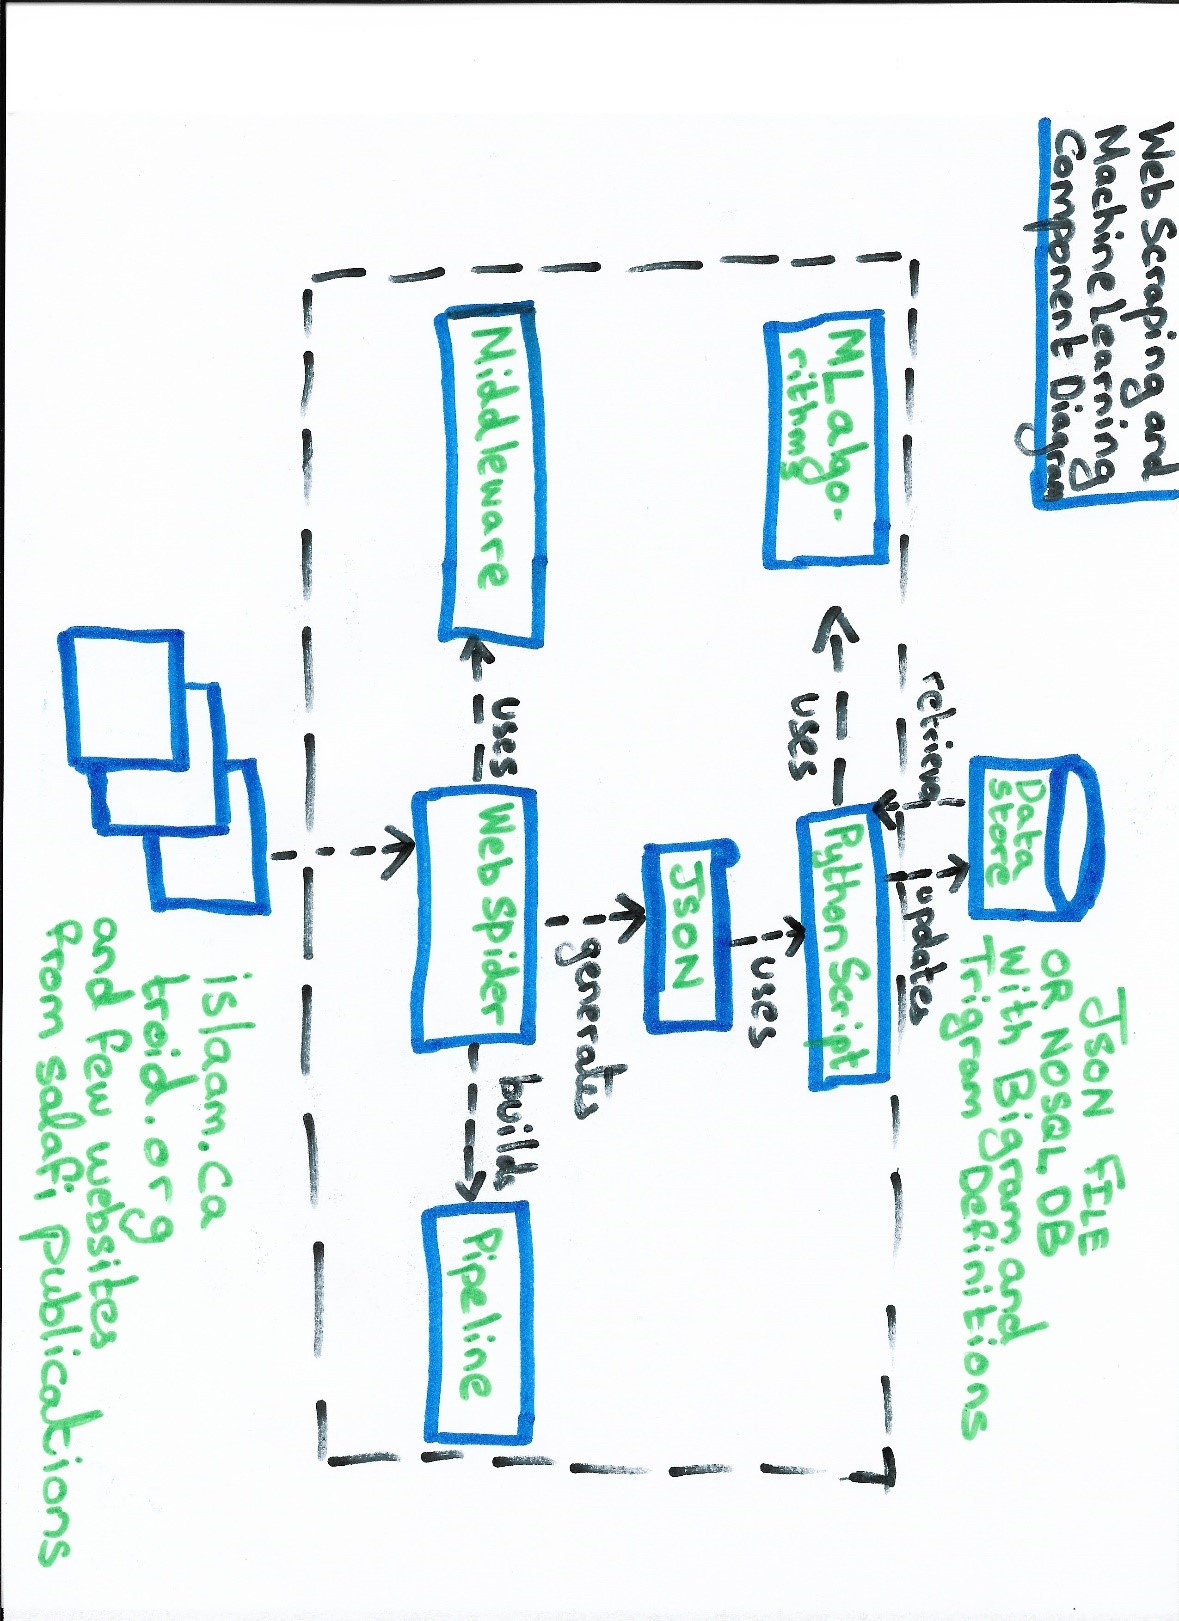 Web Scraping and
Machine Learning
Component Diagram
Data
store
JSON FILE
OR NOSQL DB
with Bigram and
Trigram Definitions
retrieval
updates
ML algo-
rithms
uses
Python Script
uses
JSON
generates
Middleware
uses
Web Spider
builds
Pipeline
islaam.ca
troid.org
and few websites
from salafi publications